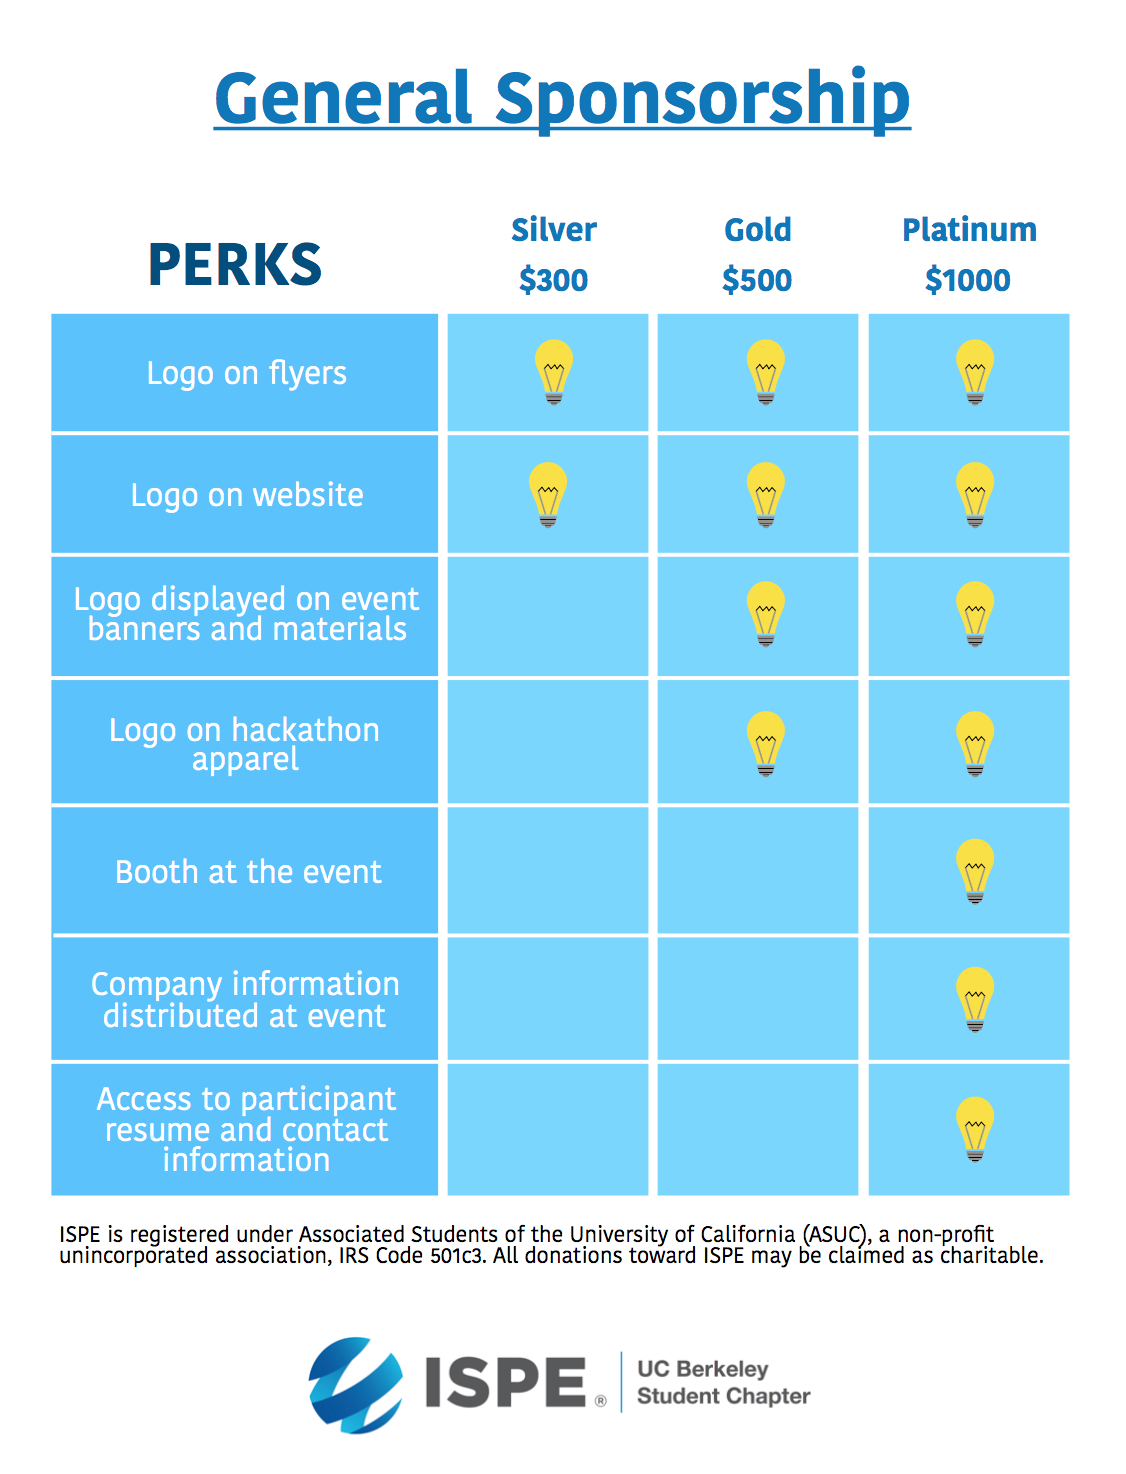 General Sponsorship
PERKS
Silver
$300
Gold
$500
Platinum
$1000
Logo on flyers
Logo on website
Logo displayed on event
banners and materials
Logo on hackathon
apparel
Booth at the event
Company information
distributed at event
Access to participant
resume and contact
information
ISPE is registered under Associated Students of the University of California (ASUC), a non-profit
unincorporated association, IRS Code 501c3. All donations toward ISPE may be claimed as charitable.
ISPE®
UC Berkeley
Student Chapter